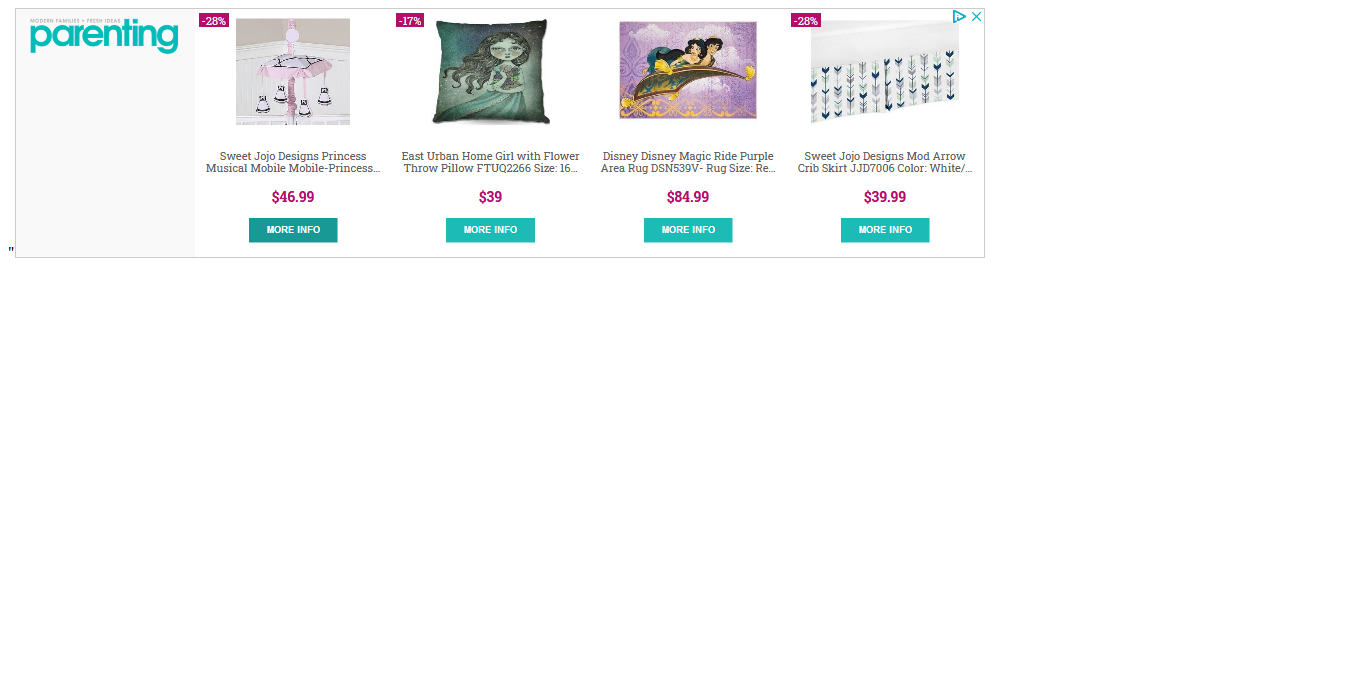 MODERN FAMILIES + FRESH IDEAS
parenting
-28%
Sweet Jojo Designs Princess
Musical Mobile Mobile-Princess...
$46.99
MORE INFO
-17%
East Urban Home Girl with Flower
Throw Pillow FTUQ2266 Size: 16...
$39
MORE INFO
Disney Disney Magic Ride Purple
Area Rug DSN539V- Rug Size: Re...
$84.99
MORE INFO
-28%
Sweet Jojo Designs Mod Arrow
Crib Skirt JJD7006 Color: White/...
$39.99
MORE INFO
"